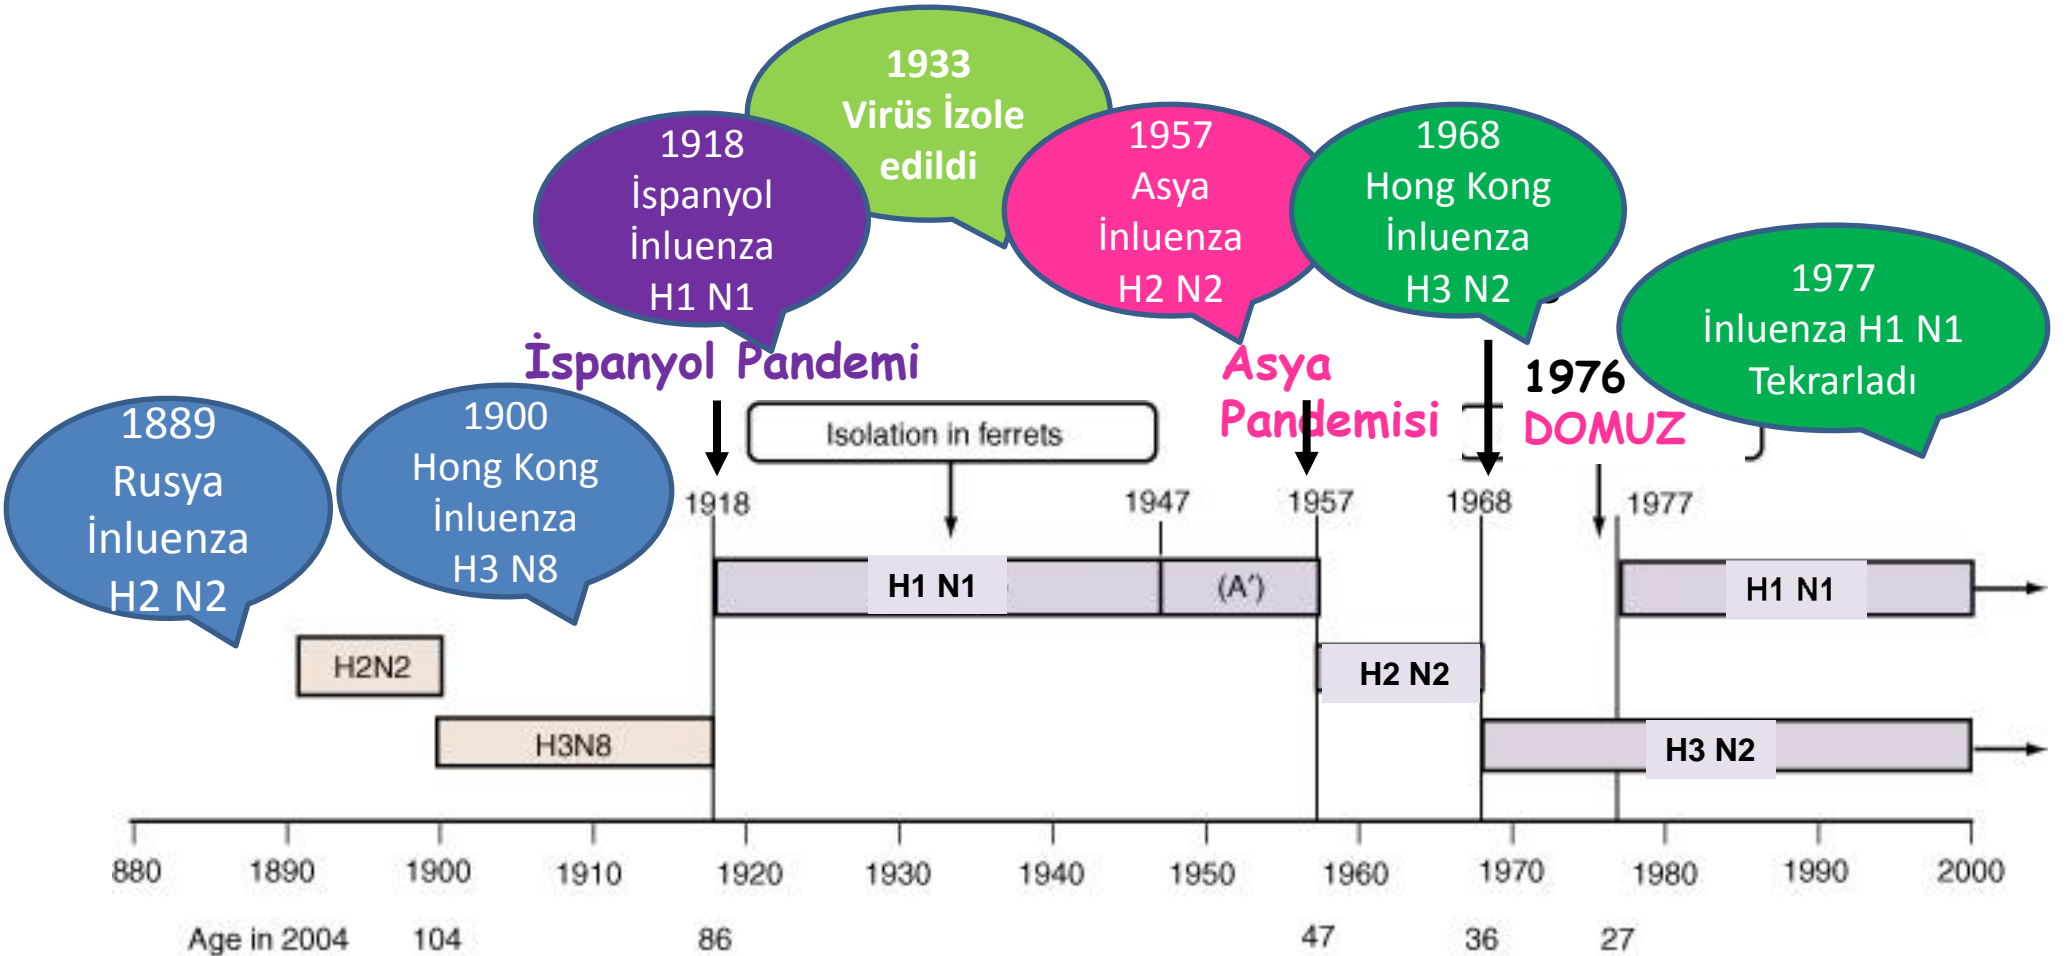 1933
Virüs İzole
edildi
1918
İspanyol
İnluenza
H1 N1
1957
Asya
İnluenza
H2 N2
1968
Hong Kong
İnluenza
H3 N2
1977
İnluenza H1 N1
Tekrarladı
1889
Rusya
İnluenza
H2 N2
1900
Hong Kong
İnluenza
H3 N8
İspanyol Pandemi
Asya
Pandemisi
1976
DOMUZ
Isolation in ferrets
1918
1947
1957
1968
1977
H1 N1
(A′)
H1 N1
H2N2
H2 N2
H3N8
H3 N2
880 1890 1900 1910 1920 1930 1940 1950 1960 1970 1980 1990 2000
Age in 2004 104 86 47 36 27